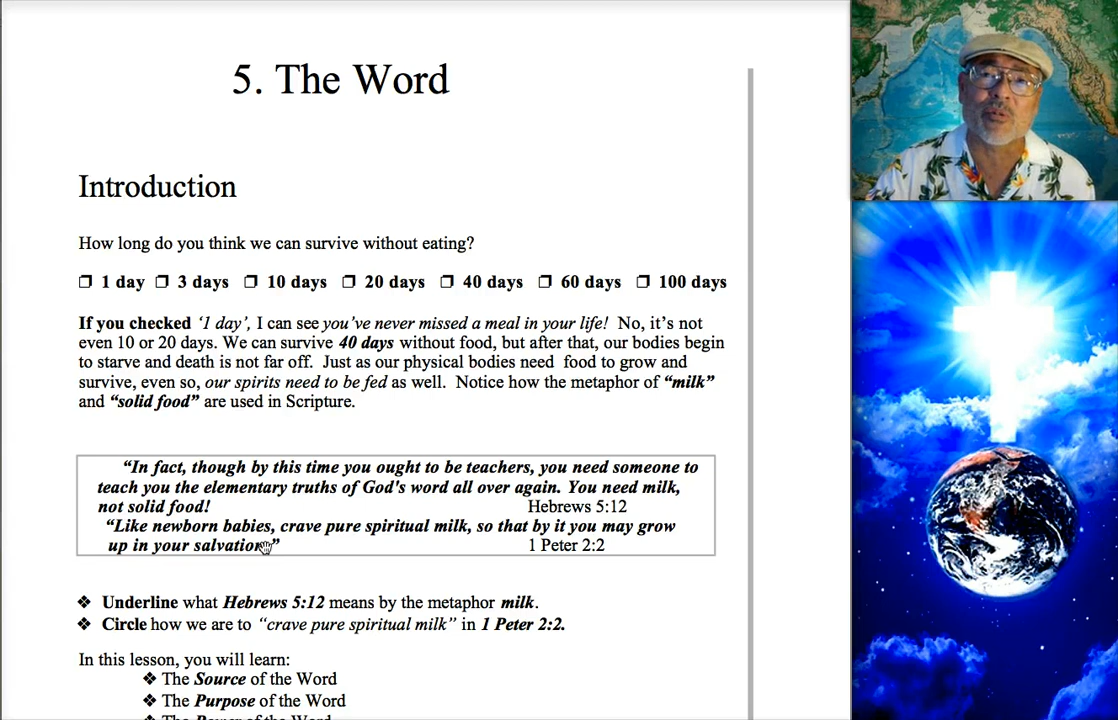 5. The Word
Introduction
How long do you think we can survive without eating?
❒ 1 day ❒ 3 days ❒ 10 days ❒ 20 days ❒ 40 days ❒ 60 days ❒ 100 days
If you checked ‘1 day’, I can see you’ve never missed a meal in your life! No, it’s not
even 10 or 20 days. We can survive 40 days without food, but after that, our bodies begin
to starve and death is not far off. Just as our physical bodies need food to grow and
survive, even so, our spirits need to be fed as well. Notice how the metaphor of “milk”
and “solid food” are used in Scripture.
“In fact, though by this time you ought to be teachers, you need someone to
teach you the elementary truths of God's word all over again. You need milk,
not solid food! Hebrews 5:12
“Like newborn babies, crave pure spiritual milk, so that by it you may grow
up in your salvation” 1 Peter 2:2
❖ Underline what Hebrews 5:12 means by the metaphor milk.
❖ Circle how we are to “crave pure spiritual milk” in 1 Peter 2:2.
In this lesson, you will learn:
❖ The Source of the Word
❖ The Purpose of the Word
❖ The Power of the Word